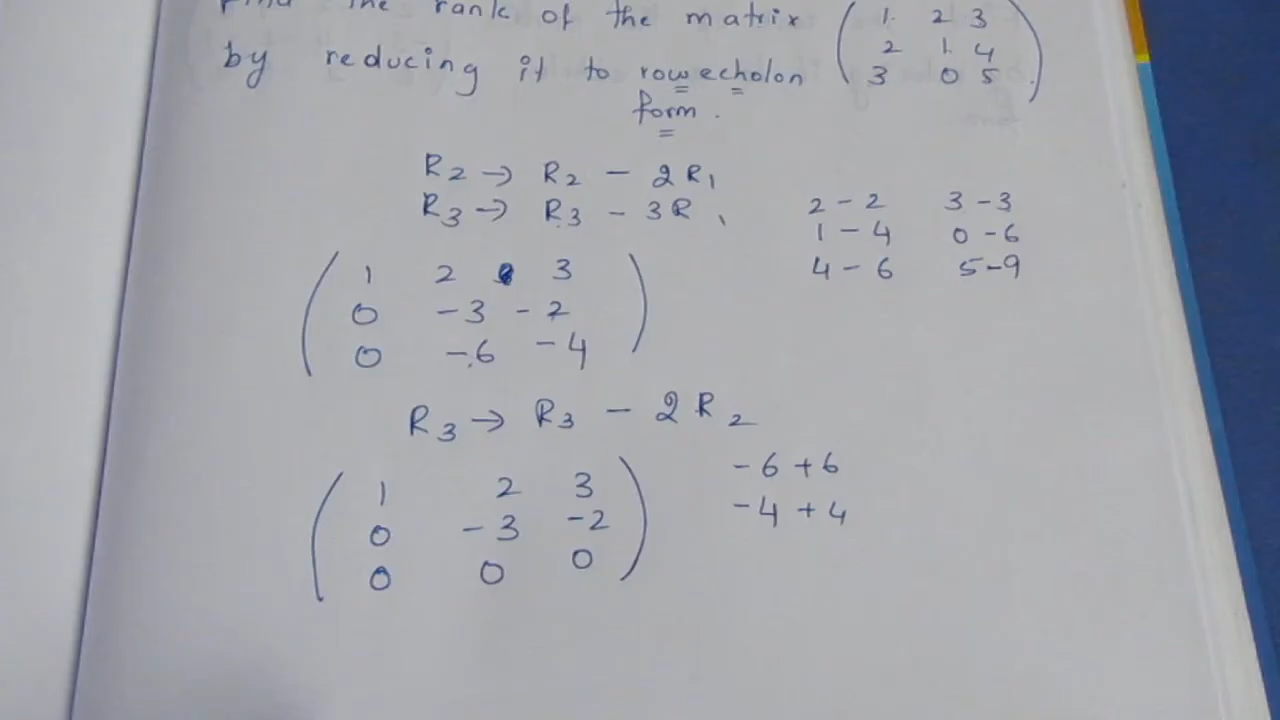 Find the rank of the matrix ( 1 2 3
2 1 4
by reducing it to row echolon 3 0 5 )
form.
R2 → R2 - 2R1
R3 → R3 - 3R1
2-2 3-3
1-4 0-6
4-6 5-9
1 2 3
0 -3 -2
0 -6 -4
R3 → R3 - 2R2
-6+6
-4+4
1 2 3
0 -3 -2
0 0 0